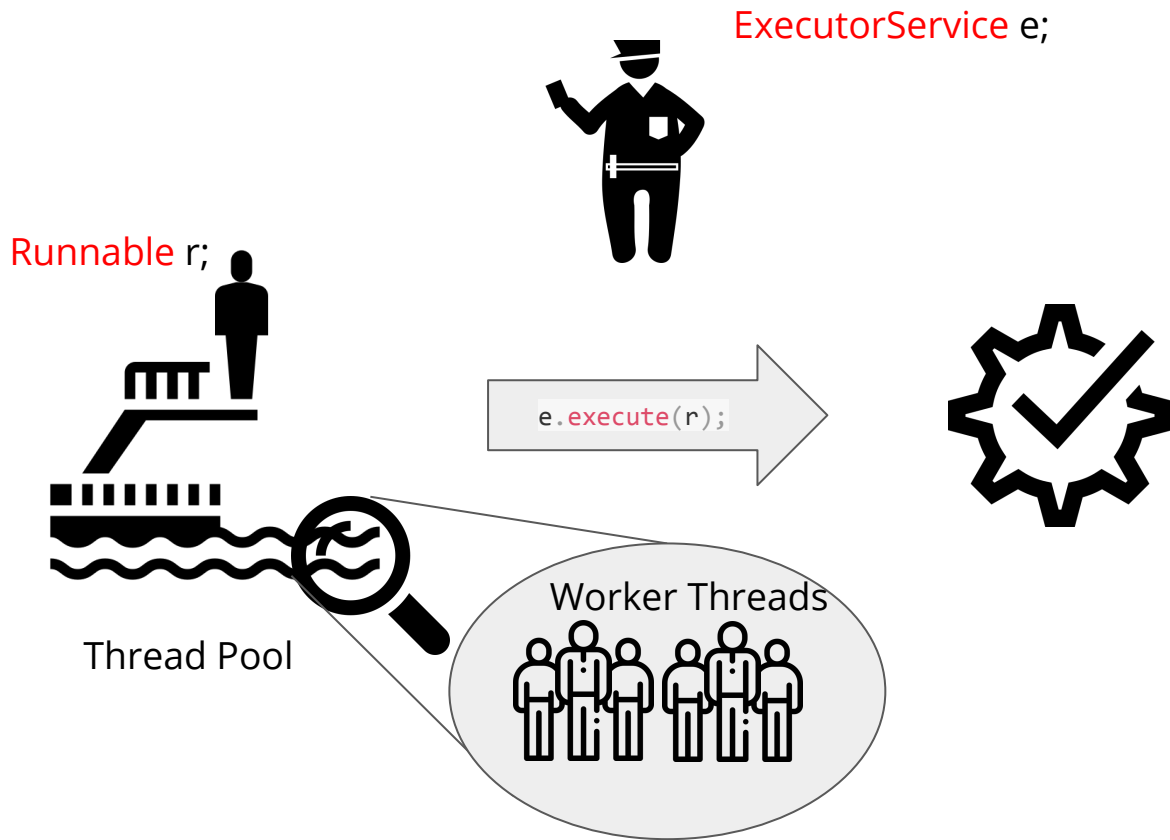 ExecutorService e;
Runnable r;
e.execute(r);
Worker Threads
Thread Pool